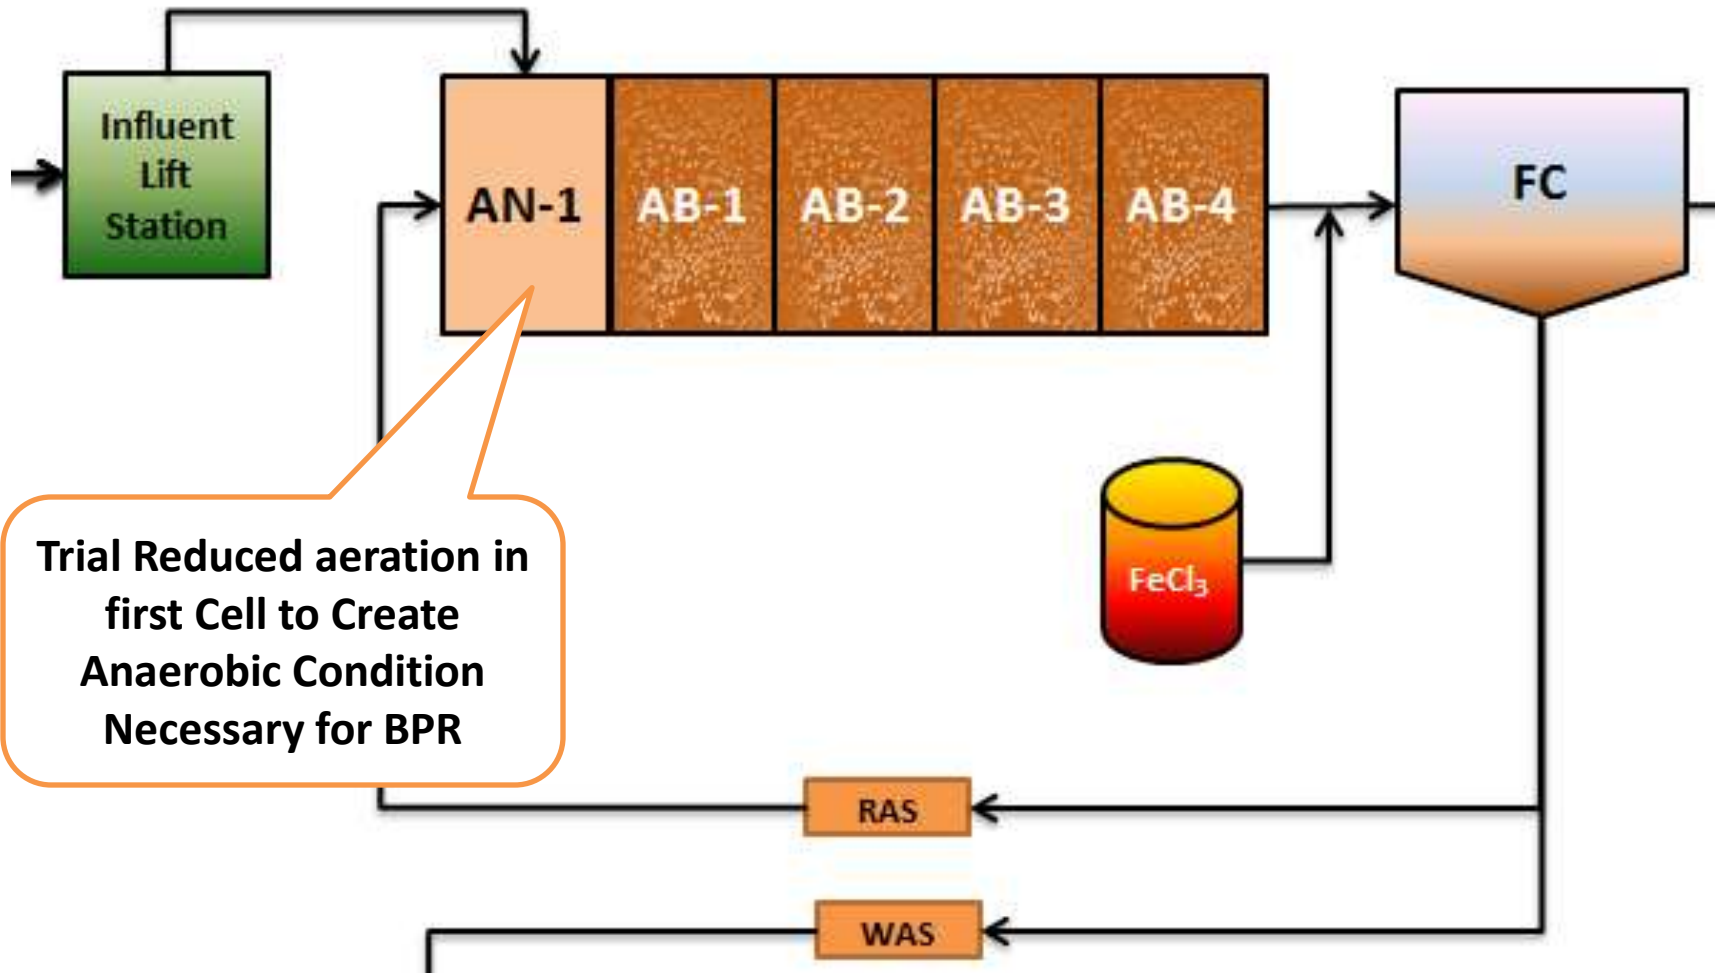 Influent
Lift
Station
AN-1
AB-1
AB-2
AB-3
AB-4
FC
FeCl₃
Trial Reduced aeration in
first Cell to Create
Anaerobic Condition
Necessary for BPR
RAS
WAS